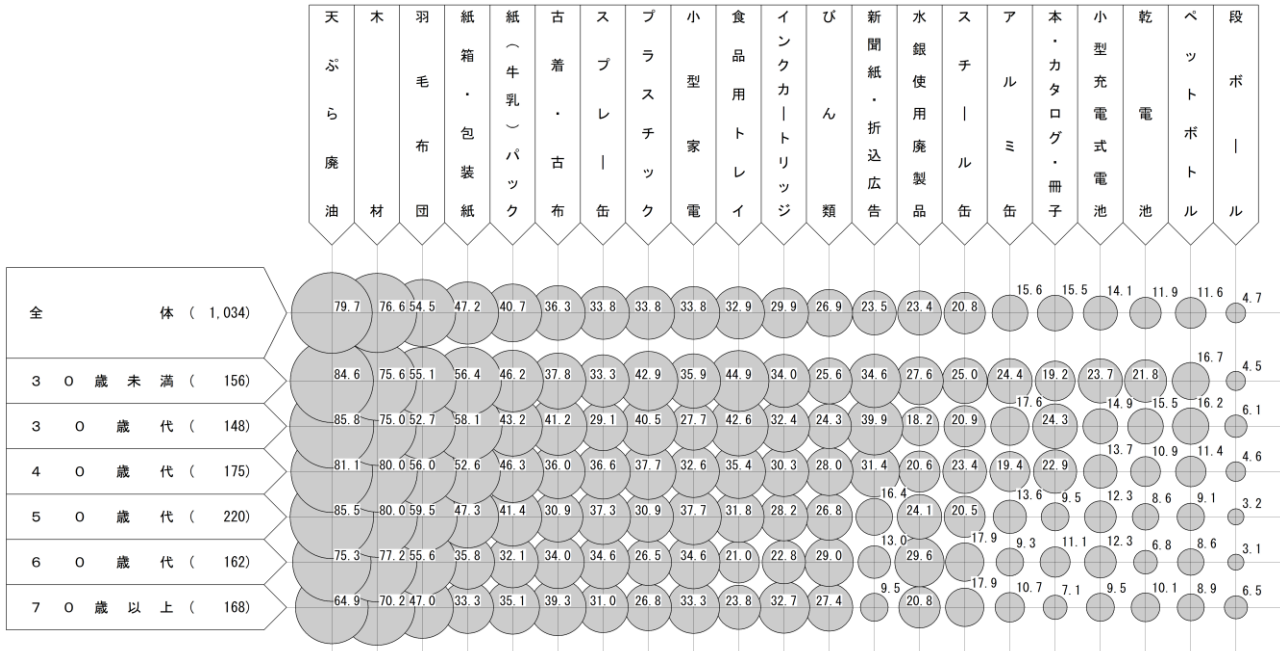 天ぷら廃油
木材
羽毛布団
紙箱・包装紙
紙(牛乳)パック
古着・古布
スプレー缶
プラスチック
小型家電
食品用トレイ
インクカートリッジ
びん類
新聞紙・折込広告
水銀使用廃製品
スチール缶
アルミ缶
本・カタログ・冊子
小型充電式電池
乾電池
ペットボトル
段ボール
全体(1,034) 79.7 76.6 54.5 47.2 40.7 36.3 33.8 33.8 33.8 32.9 29.9 26.9 23.5 23.4 20.8 15.6 15.5 14.1 11.9 11.6 4.7
30歳未満(156) 84.6 75.6 55.1 56.4 46.2 37.8 33.3 42.9 35.9 44.9 34.0 25.6 34.6 27.6 25.0 24.4 19.2 23.7 21.8 16.7 4.5
30歳代(148) 85.8 75.0 52.7 58.1 43.2 41.2 29.1 40.5 27.7 42.6 32.4 24.3 39.9 18.2 20.9 17.6 24.3 14.9 15.5 16.2 6.1
40歳代(175) 81.1 80.0 56.0 52.6 46.3 36.0 36.6 37.7 32.6 35.4 30.3 28.0 31.4 20.6 23.4 19.4 22.9 13.7 10.9 11.4 4.6
50歳代(220) 85.5 80.0 59.5 47.3 41.4 30.9 37.3 30.9 37.7 31.8 28.2 26.8 16.4 24.1 20.5 13.6 9.5 12.3 8.6 9.1 3.2
60歳代(162) 75.3 77.2 55.6 35.8 32.1 34.0 34.6 26.5 34.6 21.0 22.8 29.0 13.0 29.6 17.9 9.3 11.1 12.3 6.8 8.6 3.1
70歳以上(168) 64.9 70.2 47.0 33.3 35.1 39.3 31.0 26.8 33.3 23.8 32.7 27.4 9.5 20.8 17.9 10.7 7.1 9.5 10.1 8.9 6.5